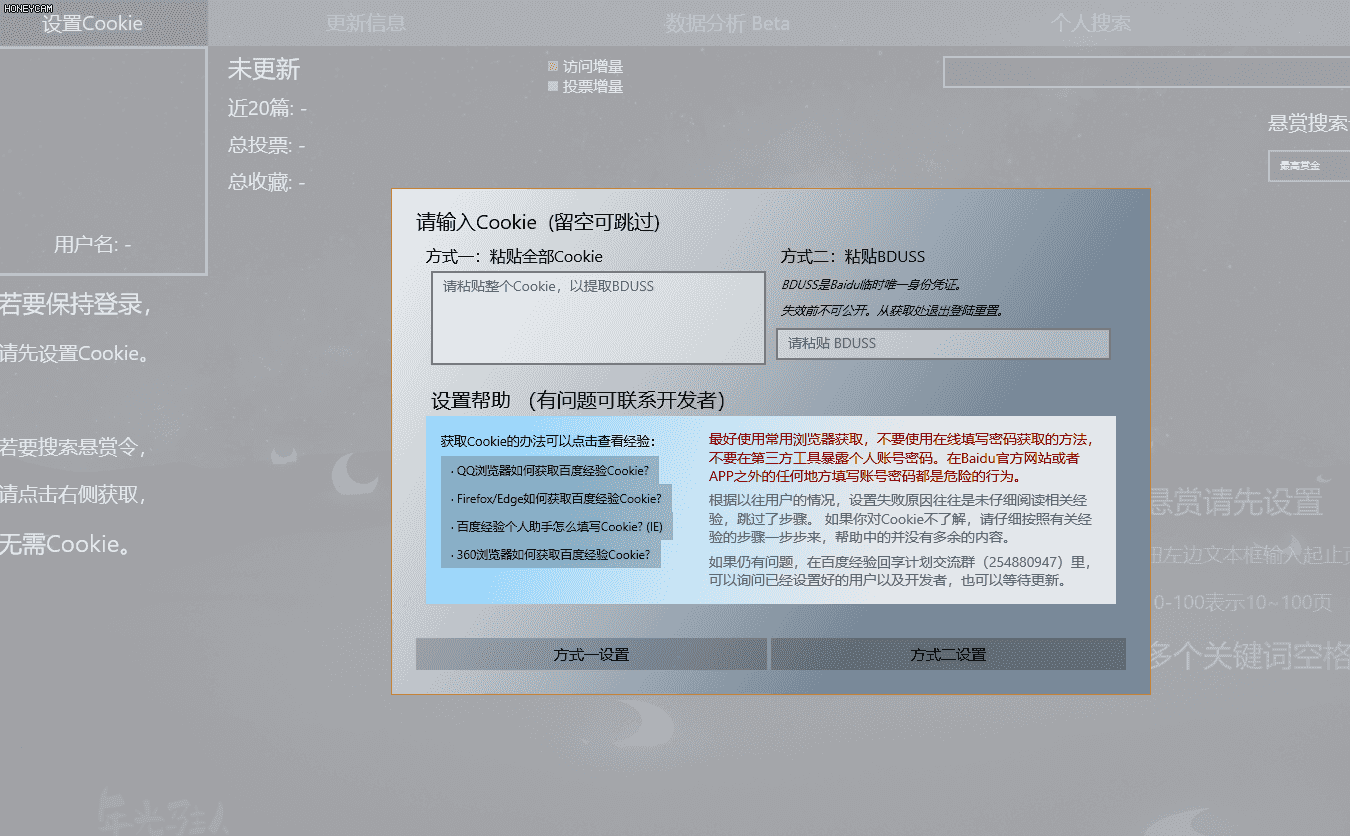 HONEYCAM
设置Cookie
更新信息
数据分析 Beta
个人搜索
未更新
近20篇: -
总投票: -
总收藏: -
用户名: -
访问增量
投票增量
悬赏搜索
最高赏金
若要保持登录，
请先设置Cookie。
若要搜索悬赏令，
请点击右侧获取，
无需Cookie。
请输入Cookie（留空可跳过）
方式一：粘贴全部Cookie
请粘贴整个Cookie，以提取BDUSS
方式二：粘贴BDUSS
BDUSS是Baidu临时唯一身份凭证。
失效前不可公开。从获取处退出登陆重置。
请粘贴 BDUSS
设置帮助 （有问题可联系开发者）
获取Cookie的办法可以点击查看经验：
· QQ浏览器如何获取百度经验Cookie?
· Firefox/Edge如何获取百度经验Cookie?
· 百度经验个人助手怎么填写Cookie? (IE)
· 360浏览器如何获取百度经验Cookie?
最好使用常用浏览器获取，不要使用在线填写密码获取的方法，
不要在第三方工具暴露个人账号密码。在Baidu官方网站或者
APP之外的任何地方填写账号密码都是危险的行为。
根据以往用户的情况，设置失败原因往往是未仔细阅读相关经
验，跳过了步骤。 如果你对Cookie不了解，请仔细按照有关经
验的步骤一步步来，帮助中的并没有多余的内容。
如果仍有问题，在百度经验回享计划交流群（254880947）里，
可以询问已经设置好的用户以及开发者，也可以等待更新。
方式一设置
方式二设置
悬赏请先设置
左边文本框输入起止
0-100表示10~100页
多个关键词空格